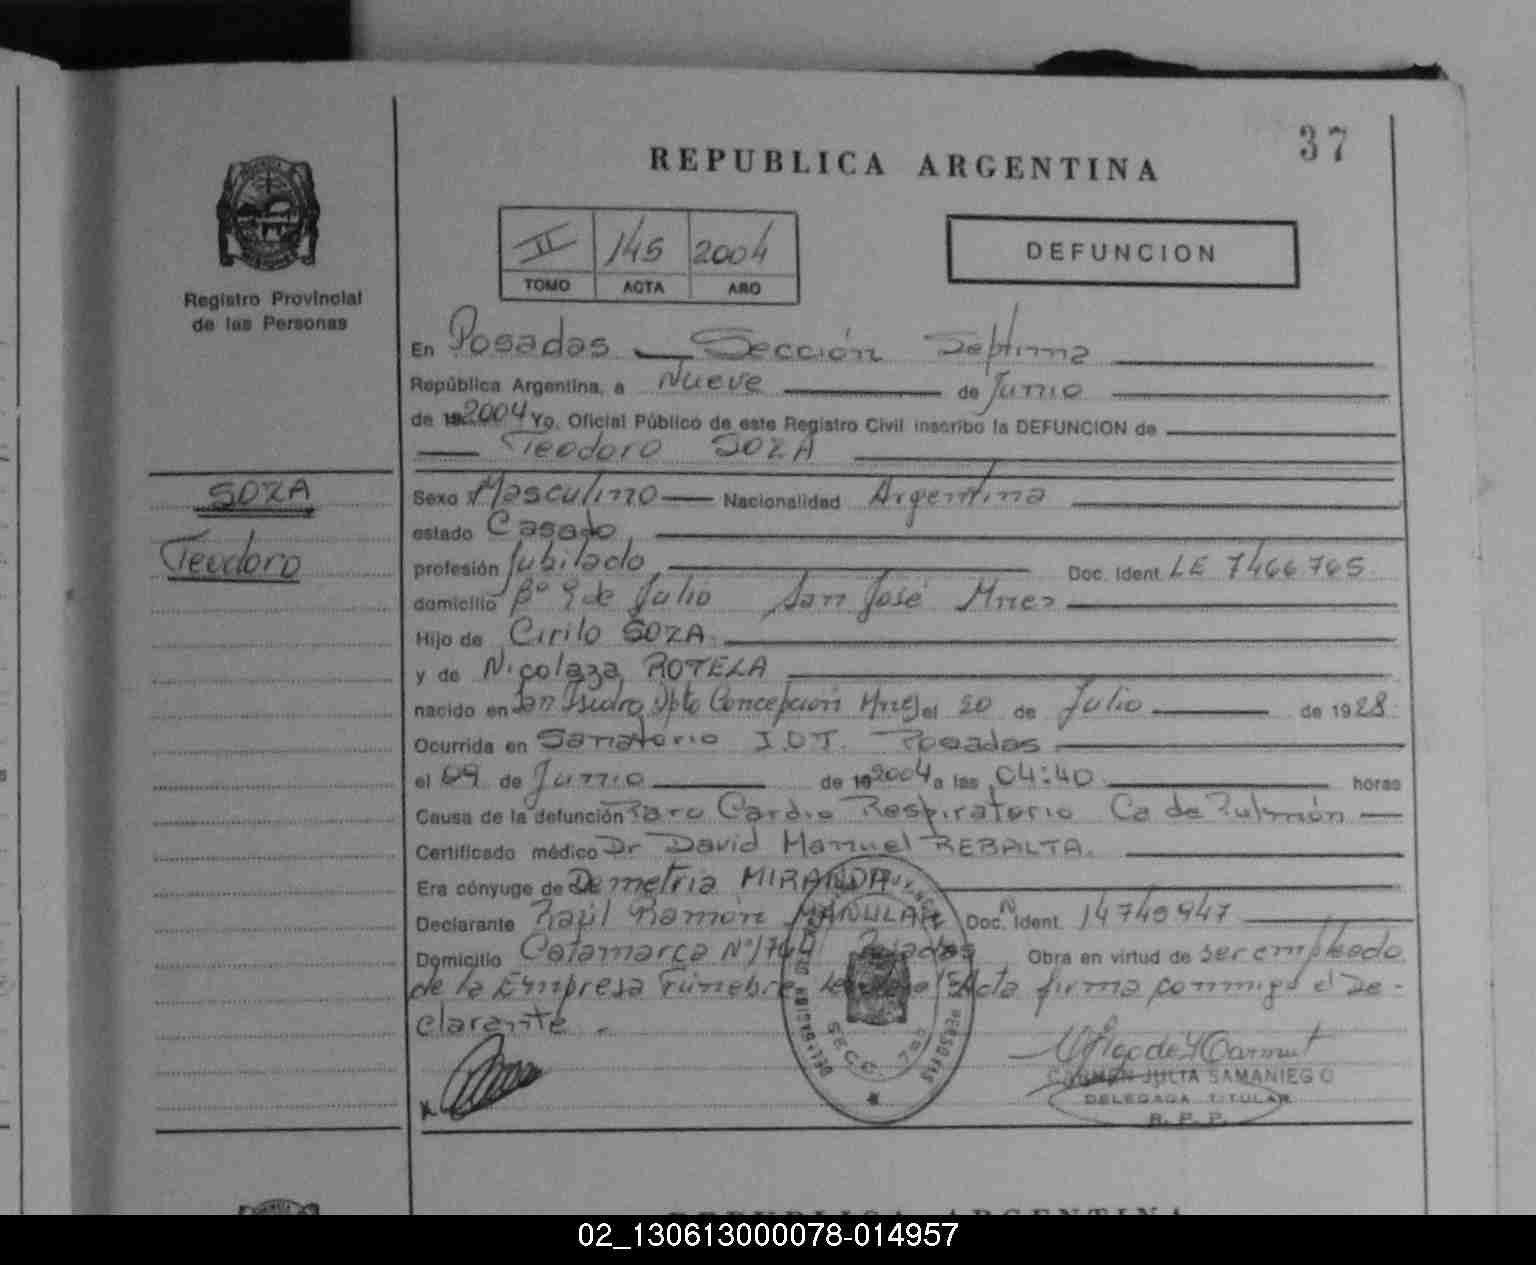 37
REPUBLICA ARGENTINA
Registro Provincial
de las Personas
II 145 2004
TOMO ACTA AÑO
DEFUNCION
En Posadas Sección Septima
República Argentina, a Nueve de Junio
de 19 2004 Yo, Oficial Público de este Registro Civil inscribo la DEFUNCION de
Teodoro SOZA
SOZA
Teodoro
Sexo Masculino Nacionalidad Argentina
estado Casado
profesión Jubilado Doc. Ident. LE 7466765
domicilio Bº 9 de Julio San José Mnes
Hijo de Cirilo SOZA
y de Nicolaza ROTELA
nacido en San Isidro Dpto Concepción Mnes el 20 de Julio de 1928
Ocurrida en Sanatorio I.O.T. Posadas
el 09 de Junio de 19 2004 a las 04:40 horas
Causa de la defunción Paro Cardio Respiratorio Ca de Pulmón
Certificado médico Dr David Manuel REBALTA.
Era cónyuge de Demetria MIRANDA
Declarante Raúl Ramón Doc. Ident. 14745947
Domicilio Catamarca Nº Posadas Obra en virtud de ser empleado
de la Empresa Fúnebre Acta firma conmigo el De-
clarante.
CARMEN JULIA SAMANIEGO
DELEGADA TITULAR
R. P. P.
REPUBLICA ARGENTINA
02_130613000078-014957